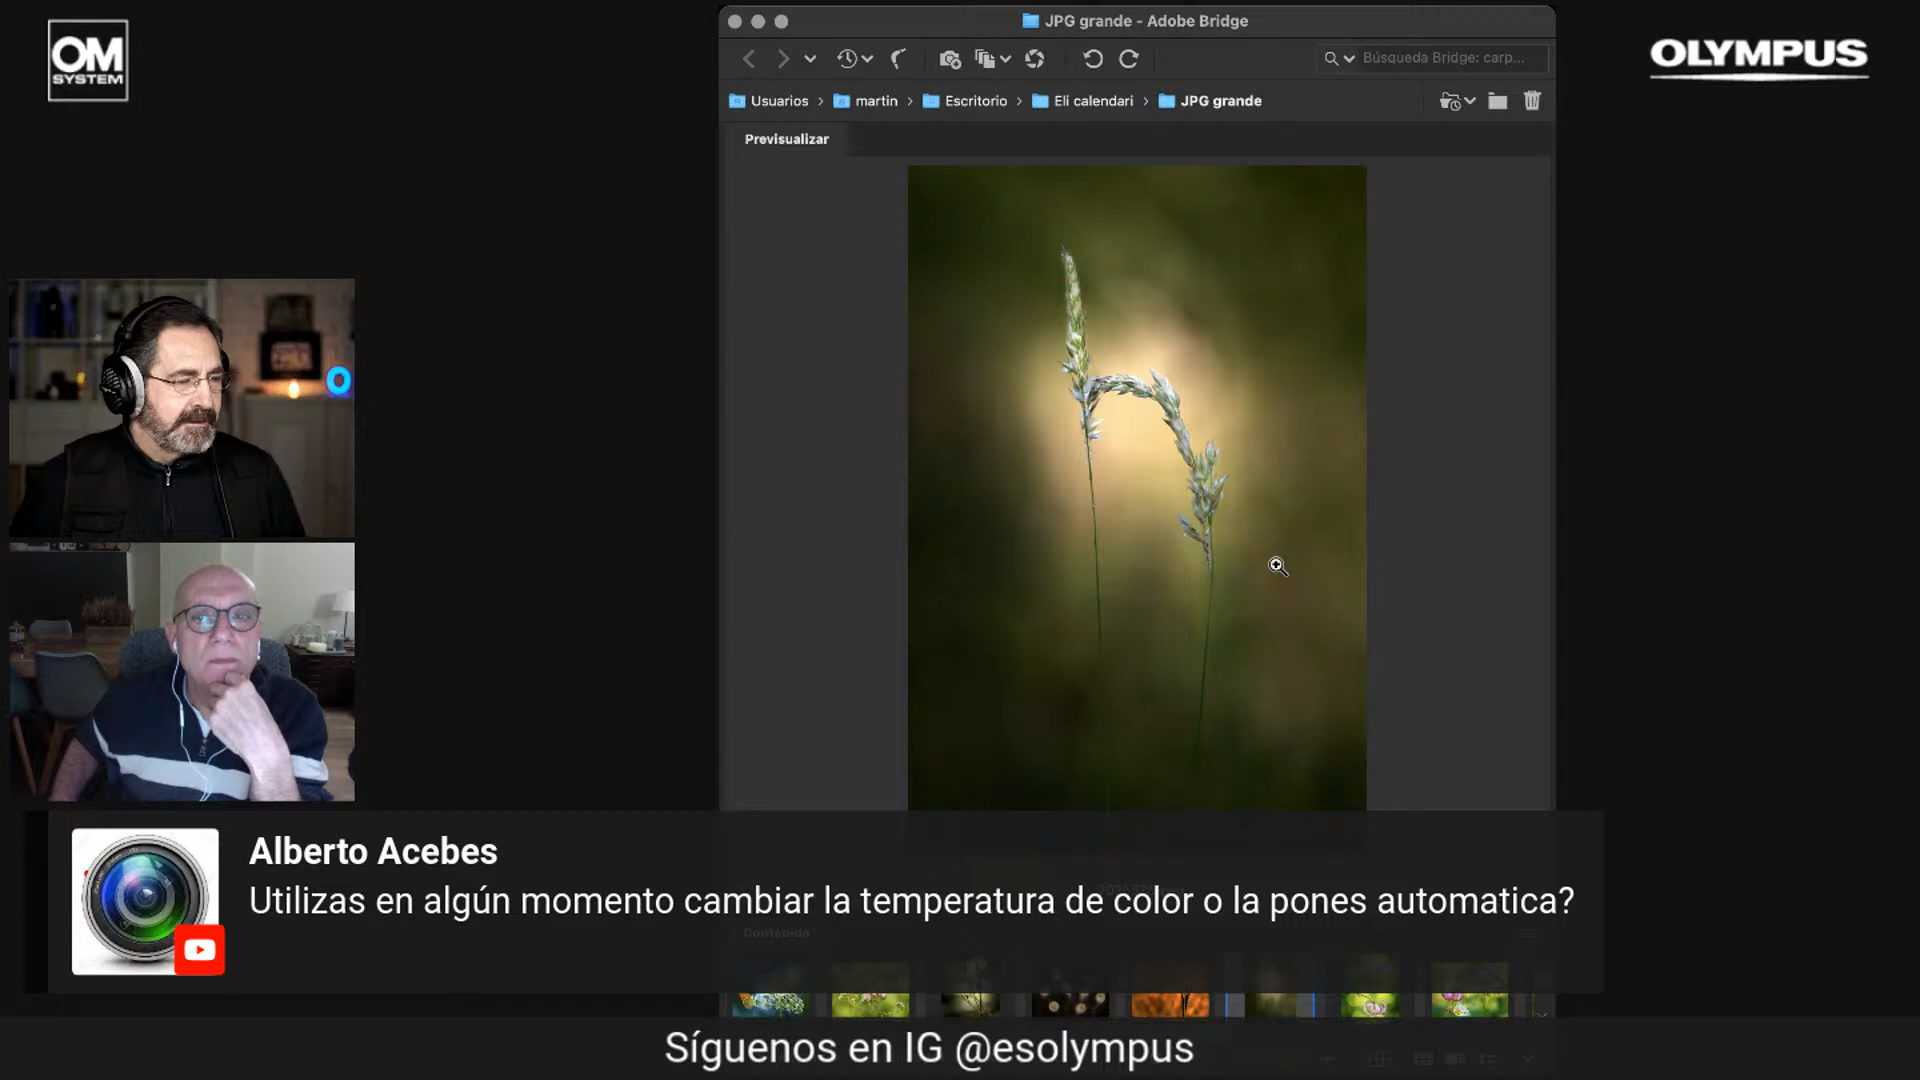 OM
SYSTEM
JPG grande - Adobe Bridge
OLYMPUS
Búsqueda Bridge: carp...
Usuarios > martin > Escritorio > Eli calendari > JPG grande
Previsualizar
Alberto Acebes
Utilizas en algún momento cambiar la temperatura de color o la pones automatica?
Contenido
Síguenos en IG @esolympus